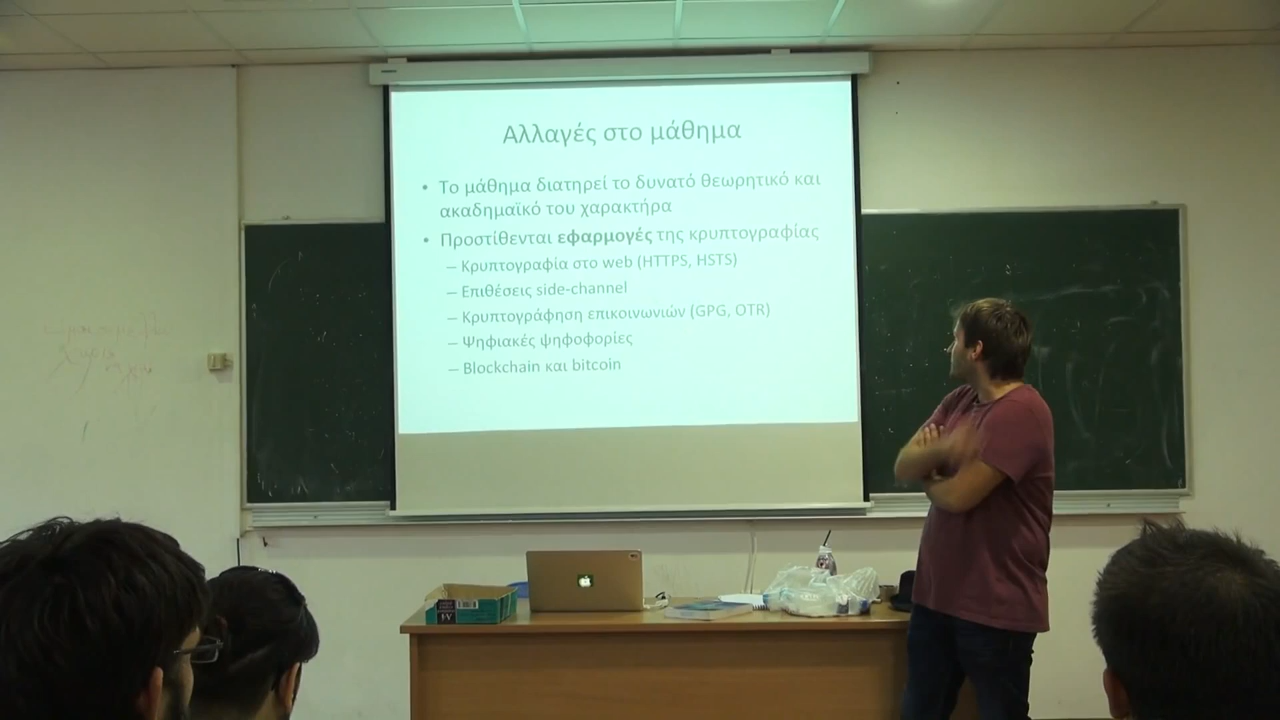 Αλλαγές στο μάθημα
• Το μάθημα διατηρεί το δυνατό θεωρητικό και
ακαδημαϊκό του χαρακτήρα
• Προστίθενται εφαρμογές της κρυπτογραφίας
– Κρυπτογραφία στο web (HTTPS, HSTS)
– Επιθέσεις side-channel
– Κρυπτογράφηση επικοινωνιών (GPG, OTR)
– Ψηφιακές ψηφοφορίες
– Blockchain και bitcoin